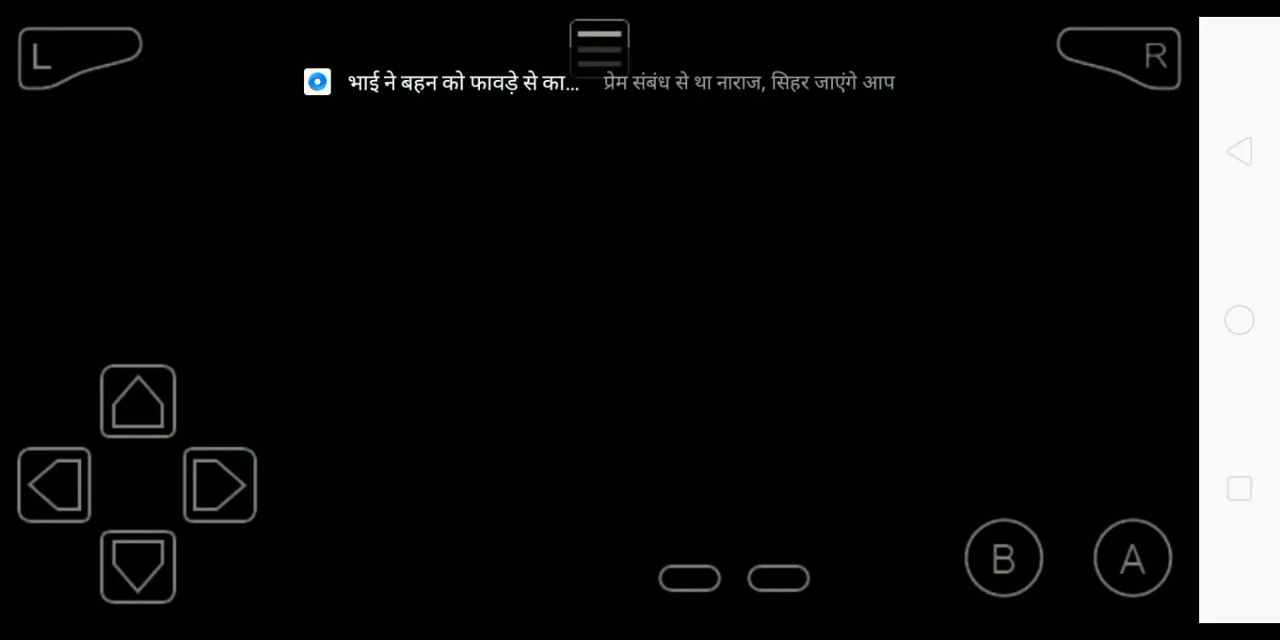 L
R
भाई ने बहन को फावड़े से का... प्रेम संबंध से था नाराज, सिहर जाएंगे आप
B
A